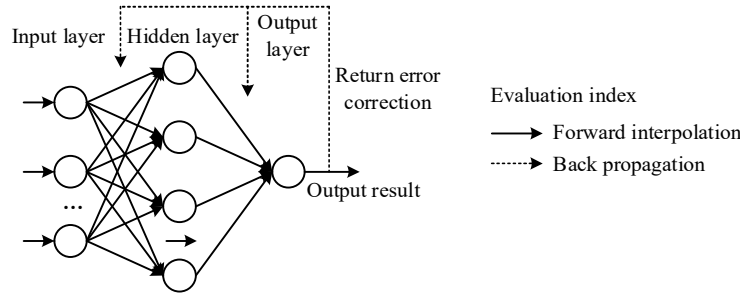 Input layer
Hidden layer
Output
layer
Return error
correction
...
Output result
Evaluation index
Forward interpolation
Back propagation